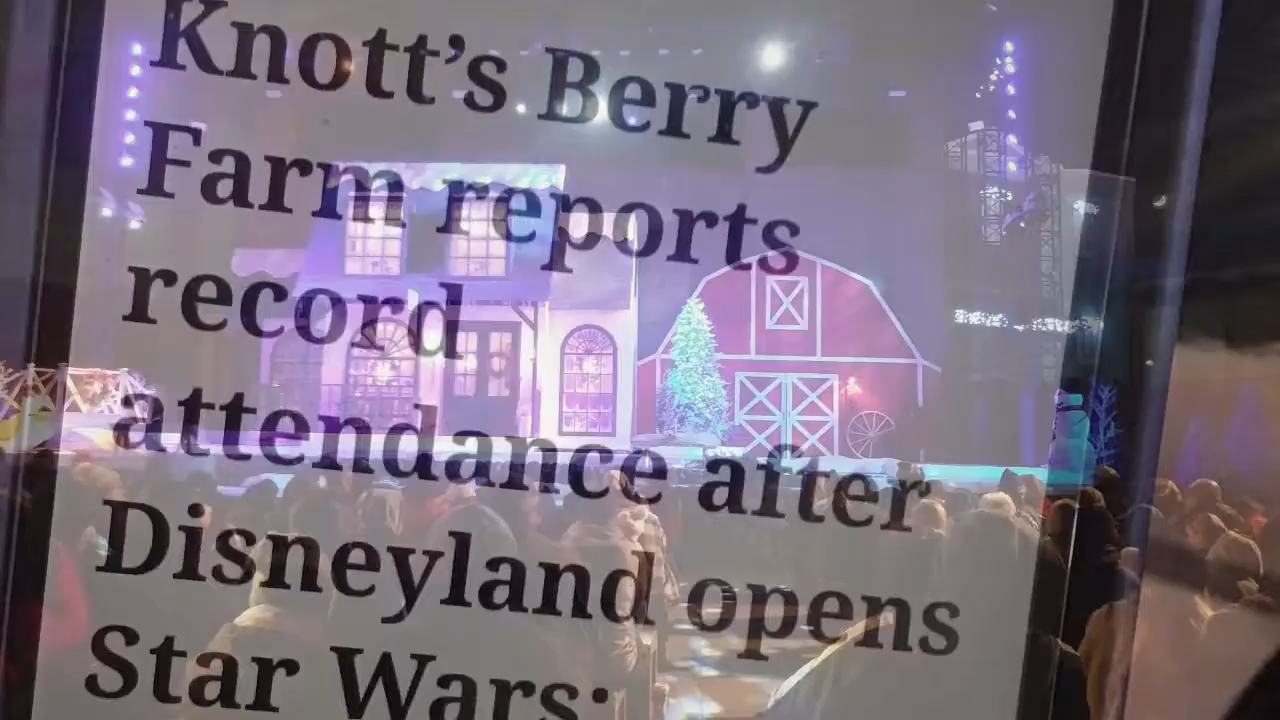 Knott’s Berry
Farm reports
record
attendance after
Disneyland opens
Star Wars: